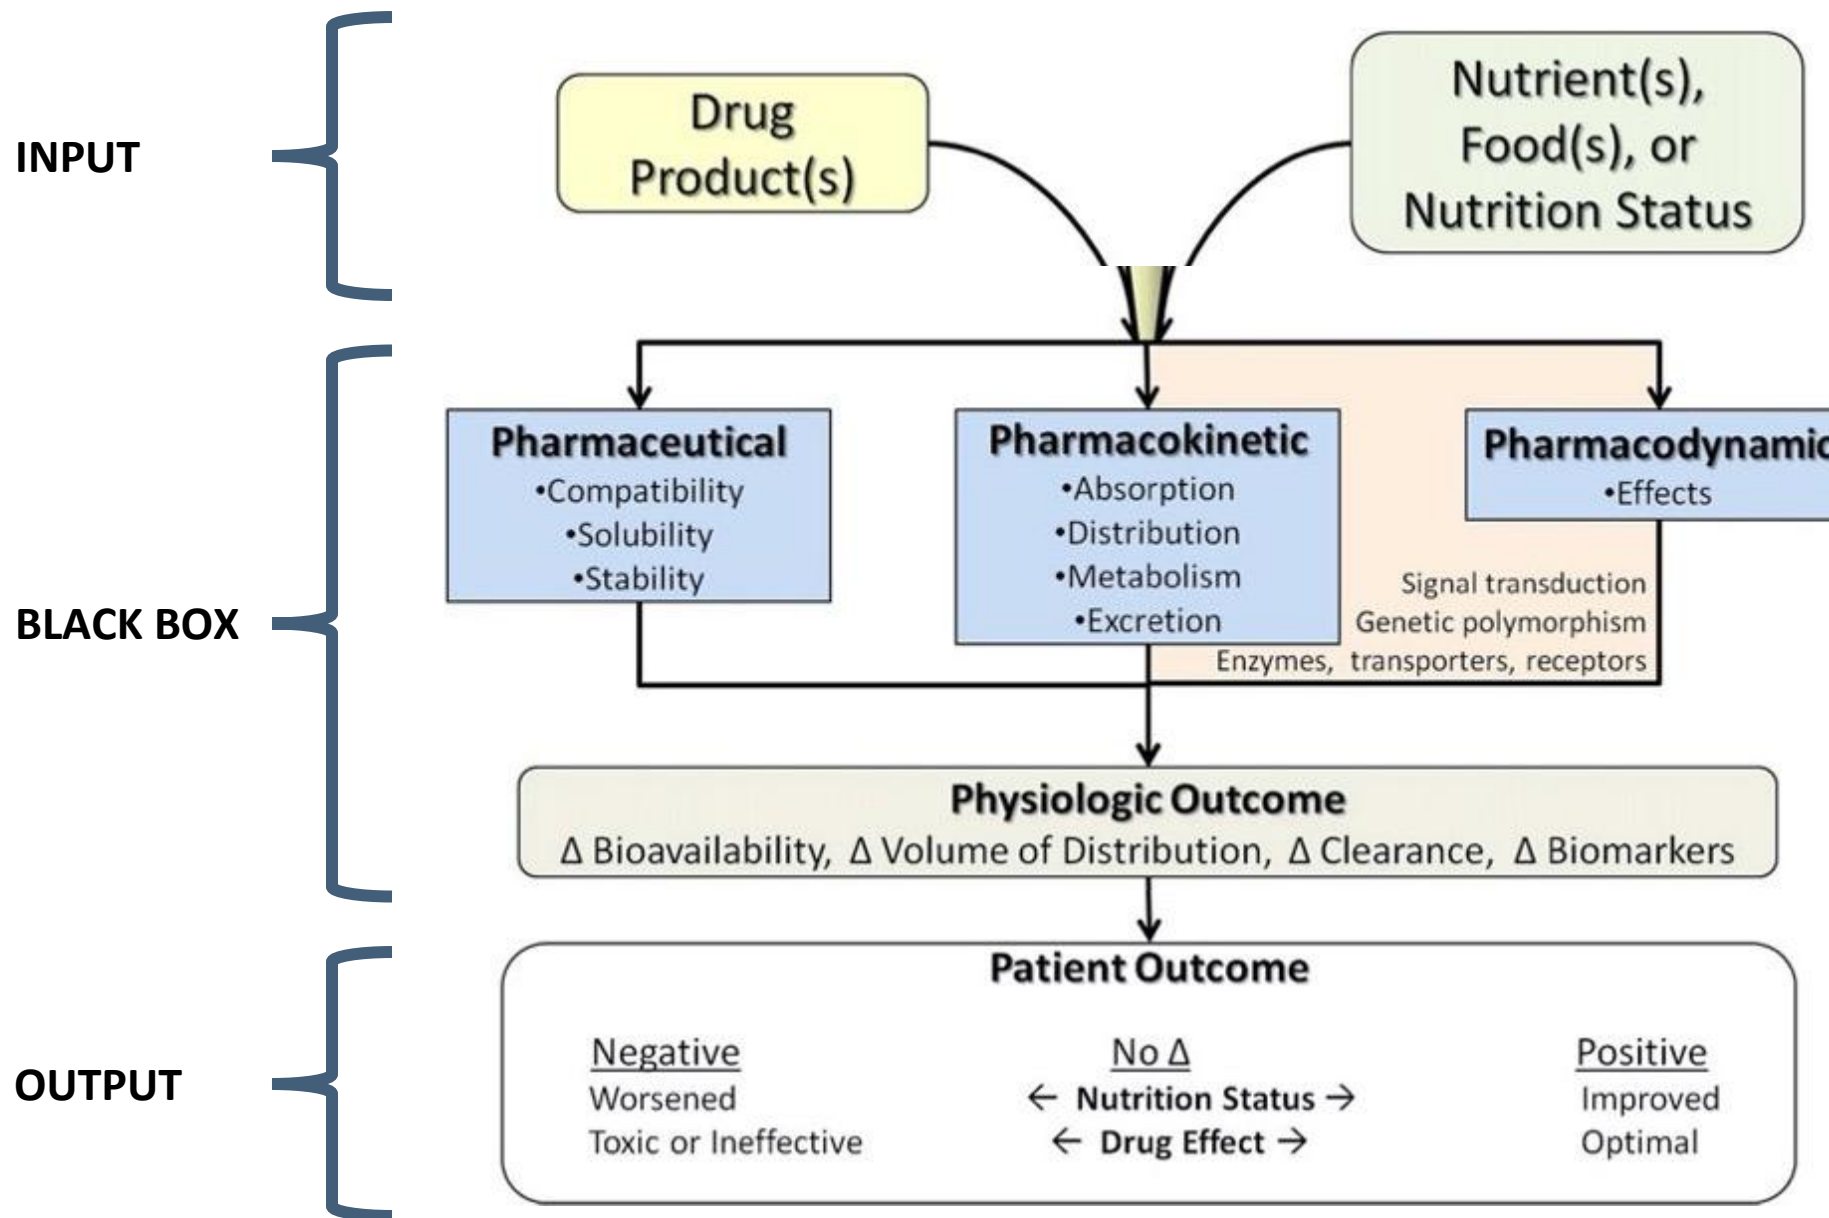 INPUT
Drug
Product(s)
Nutrient(s),
Food(s), or
Nutrition Status
BLACK BOX
Pharmaceutical
•Compatibility
•Solubility
•Stability
Pharmacokinetic
•Absorption
•Distribution
•Metabolism
•Excretion
Pharmacodynamic
•Effects
Signal transduction
Genetic polymorphism
Enzymes, transporters, receptors
Physiologic Outcome
Δ Bioavailability, Δ Volume of Distribution, Δ Clearance, Δ Biomarkers
OUTPUT
Patient Outcome
Negative No Δ Positive
Worsened ← Nutrition Status → Improved
Toxic or Ineffective ← Drug Effect → Optimal